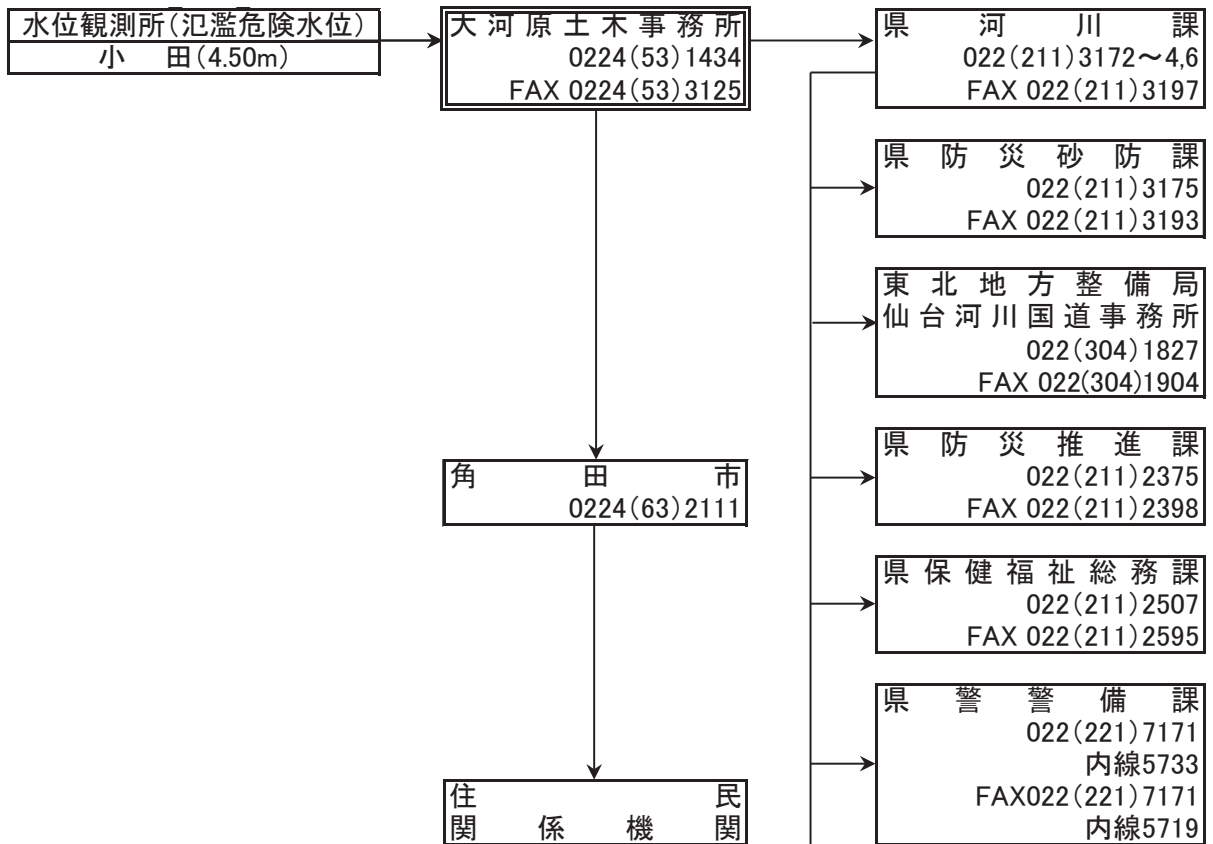 水位観測所(氾濫危険水位)
小 田(4.50m)
大河原土木事務所
0224(53)1434
FAX 0224(53)3125
県河川課
022(211)3172～4,6
FAX 022(211)3197
県防災砂防課
022(211)3175
FAX 022(211)3193
東北地方整備局
仙台河川国道事務所
022(304)1827
FAX 022(304)1904
角田市
0224(63)2111
県防災推進課
022(211)2375
FAX 022(211)2398
県保健福祉総務課
022(211)2507
FAX 022(211)2595
県警警備課
022(221)7171
内線5733
FAX022(221)7171
内線5719
住民
関係機関